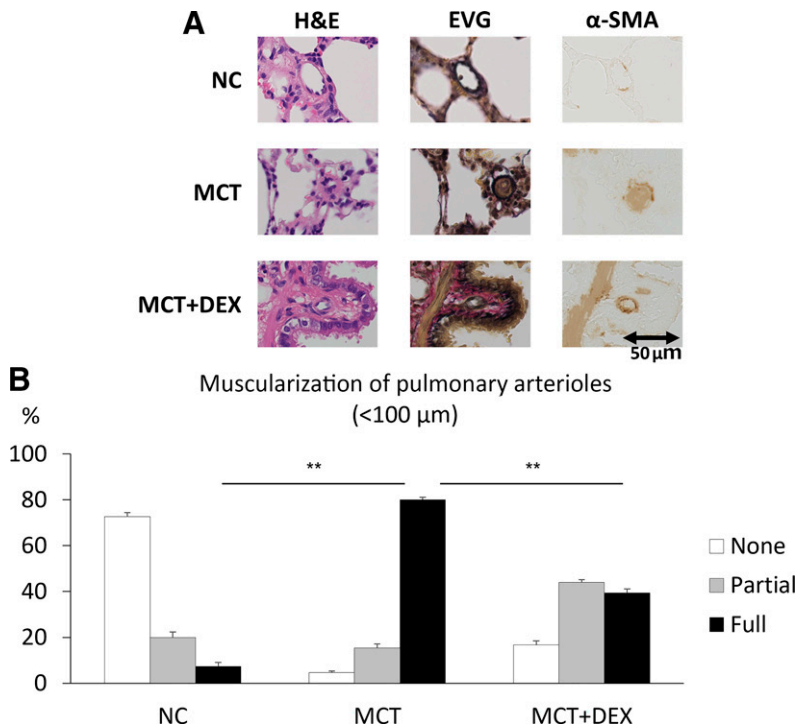 A
H&E EVG α-SMA
NC
MCT
MCT+DEX
50 μm
B
Muscularization of pulmonary arterioles
(<100 μm)
%
100
80
60
40
20
0
** **
None
Partial
Full
NC MCT MCT+DEX